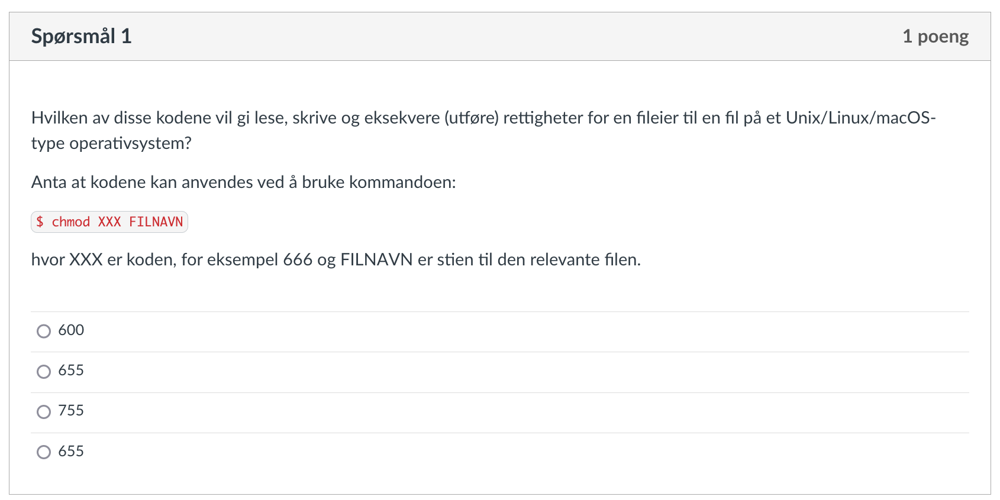 Spørsmål 1
1 poeng
Hvilken av disse kodene vil gi lese, skrive og eksekvere (utføre) rettigheter for en fileier til en fil på et Unix/Linux/macOS-
type operativsystem?
Anta at kodene kan anvendes ved å bruke kommandoen:
$ chmod XXX FILNAVN
hvor XXX er koden, for eksempel 666 og FILNAVN er stien til den relevante filen.
600
655
755
655